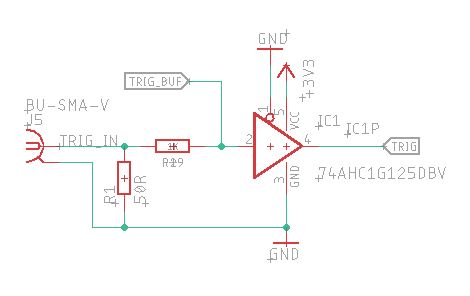 GND
TRIG_BUF
+3V3
BU-SMA-V
J5
1
5
VCC
IC1
IC1P
TRIG_IN
1K
2
4
TRIG
R19
R1
50R
3
GND
74AHC1G125DBV
GND